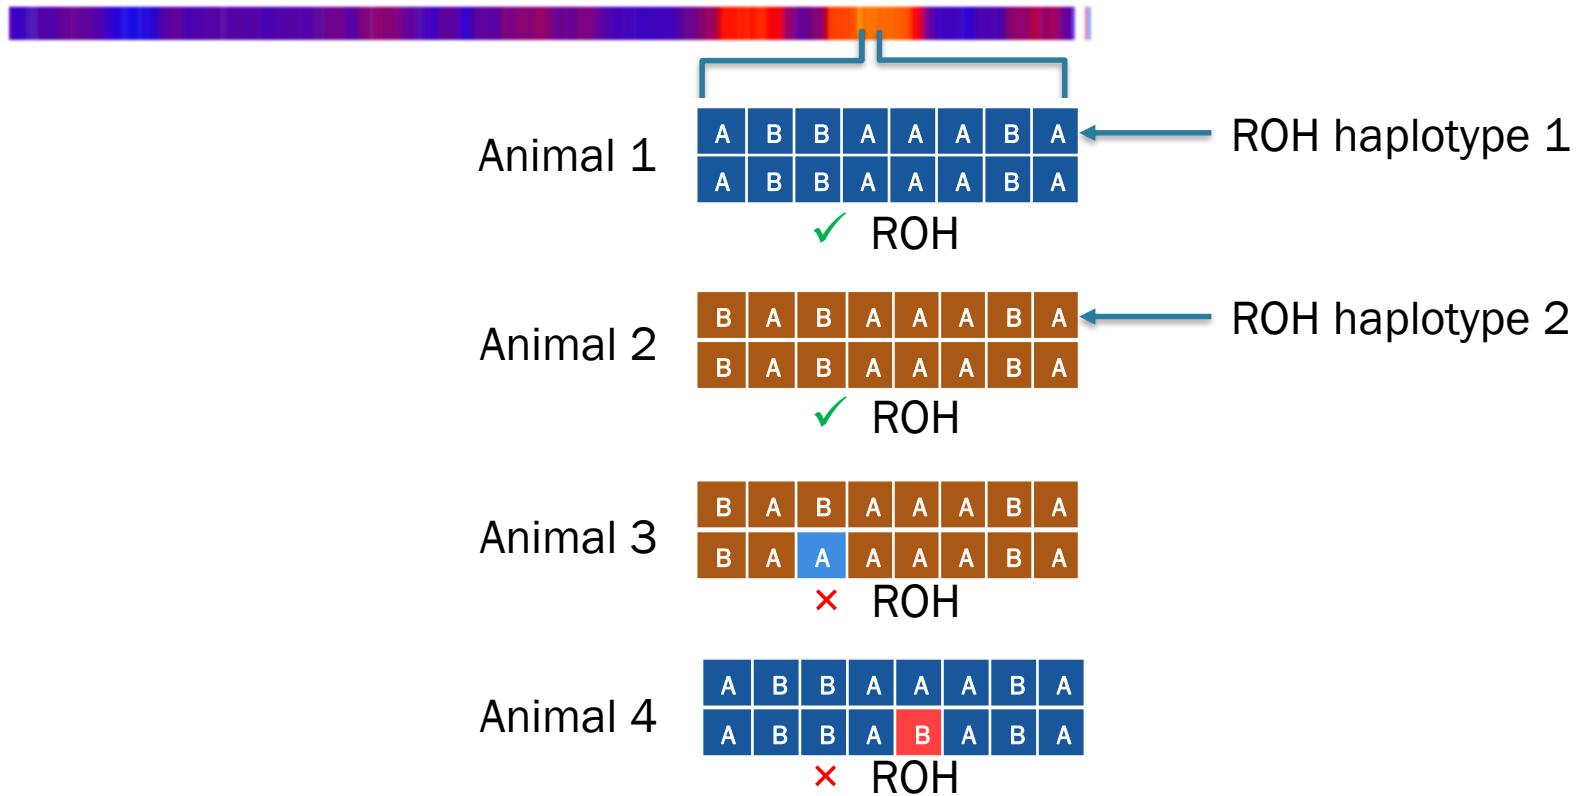 A B B A A A B A
Animal 1
ROH haplotype 1
A B B A A A B A
✓ ROH
B A B A A A B A
Animal 2
ROH haplotype 2
B A B A A A B A
✓ ROH
B A B A A A B A
Animal 3
B A A A A A B A
× ROH
A B B A A A B A
Animal 4
A B B A B A B A
× ROH